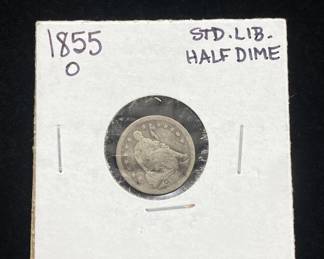 1855
O
STD. LIB.
HALF DIME